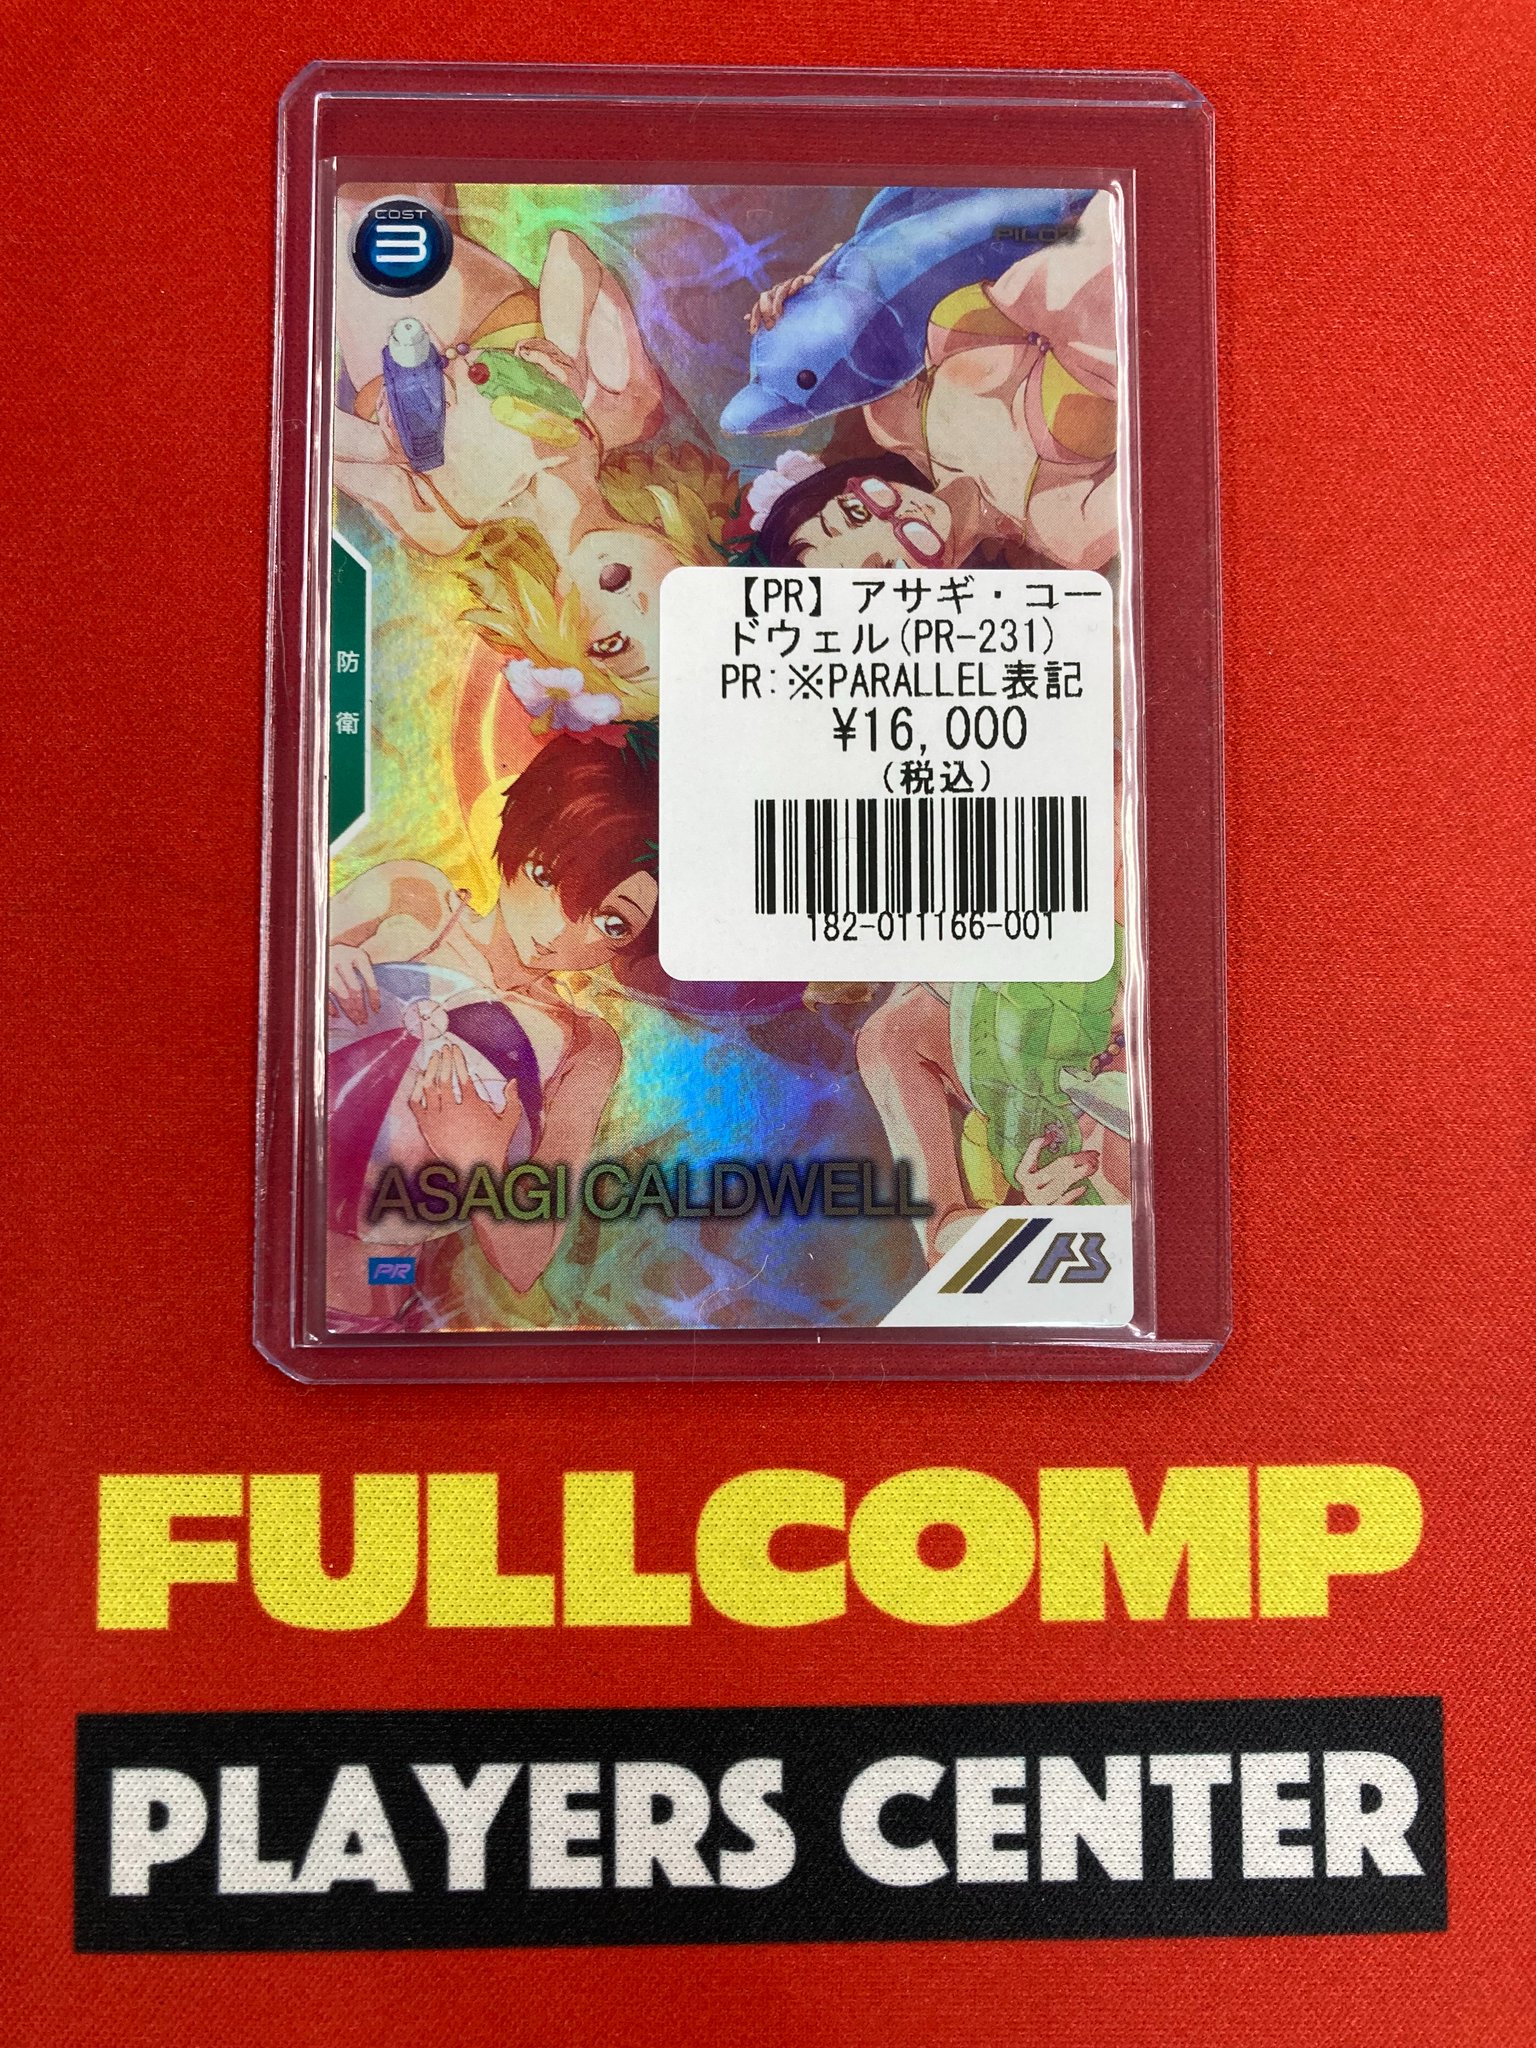 COST
3
PILOT
【PR】アサギ・コー
ドウェル(PR-231)
PR:※PARALLEL表記
¥16,000
(税込)
182-011166-001
防衛
ASAGI CALDWELL
PR
AB
FULLCOMP
PLAYERS CENTER